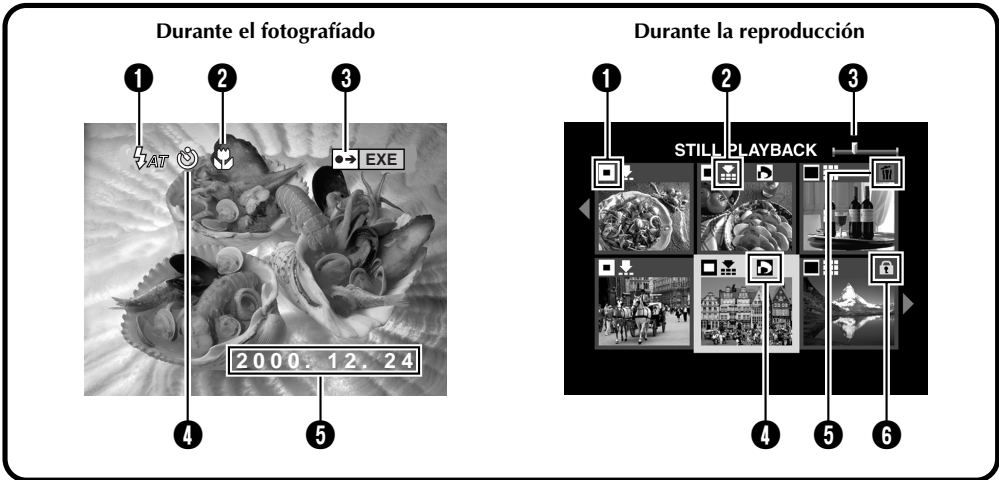 Durante el fotografíado
Durante la reproducción
1 2 3
1 2 3
AT
EXE
STILL PLAYBACK
2000. 12. 24
4 5
4 5 6